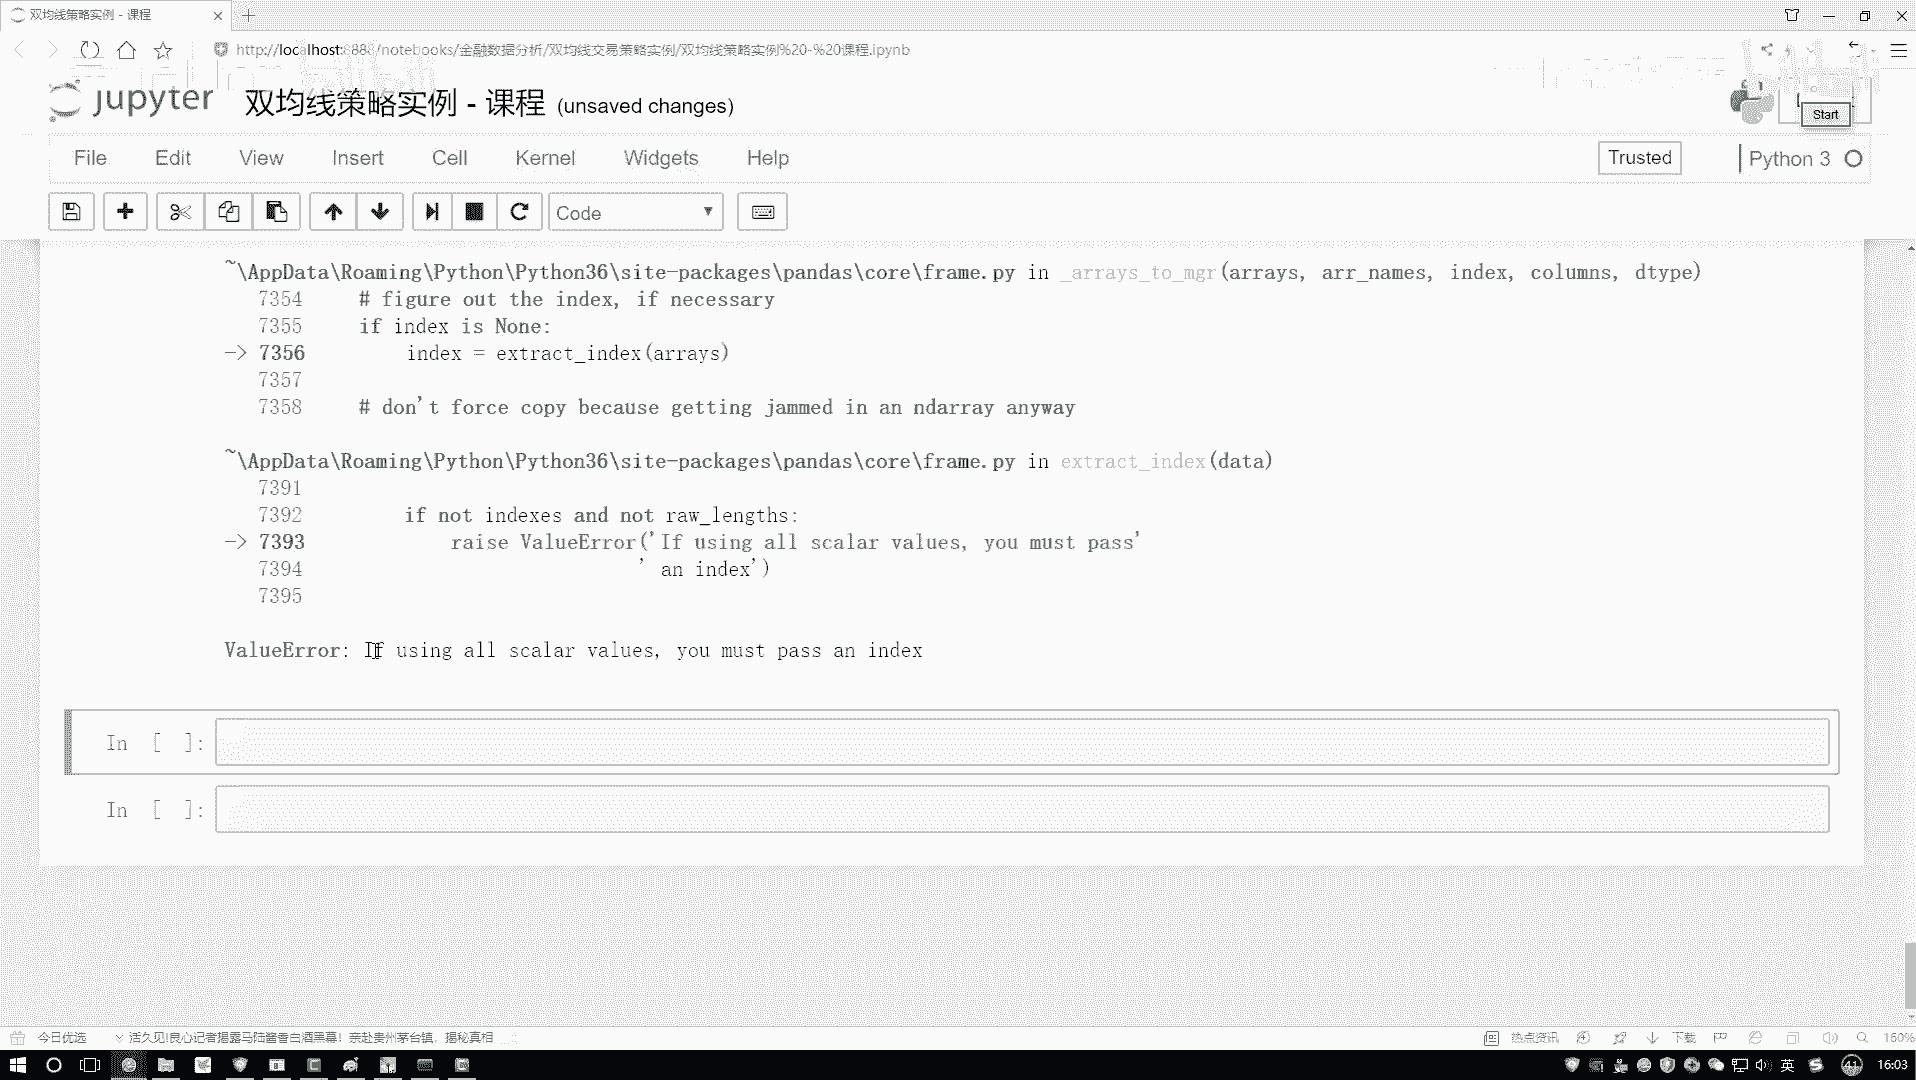 双均线策略实例 - 课程
http://localhost:8888/notebooks/金融数据分析/双均线交易策略实例/双均线策略实例%20-%20课程.ipynb
jupyter 双均线策略实例 - 课程 (unsaved changes)
Start
File Edit View Insert Cell Kernel Widgets Help
Trusted Python 3
Code
~\AppData\Roaming\Python\Python36\site-packages\pandas\core\frame.py in _arrays_to_mgr(arrays, arr_names, index, columns, dtype)
7354 # figure out the index, if necessary
7355 if index is None:
-> 7356 index = extract_index(arrays)
7357
7358 # don't force copy because getting jammed in an ndarray anyway
~\AppData\Roaming\Python\Python36\site-packages\pandas\core\frame.py in extract_index(data)
7391
7392 if not indexes and not raw_lengths:
-> 7393 raise ValueError('If using all scalar values, you must pass'
7394 ' an index')
7395
ValueError: If using all scalar values, you must pass an index
In [ ]:
In [ ]:
今日优选 活久见!良心记者揭露马陆酱香白酒黑幕! 亲赴贵州茅台镇, 揭秘真相
热点资讯 下载 160%
英 41 16:03